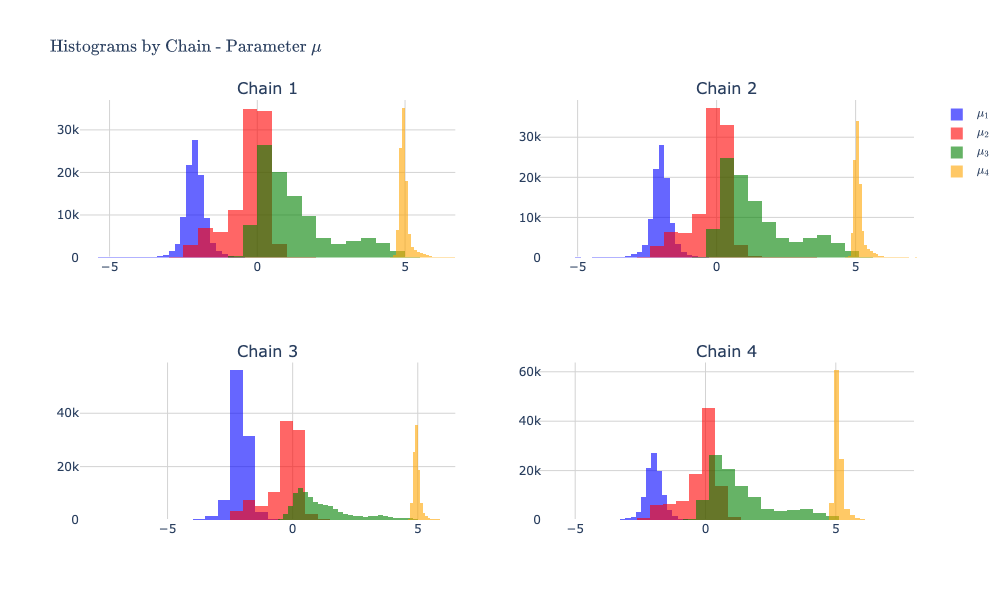 Histograms by Chain - Parameter μ
Chain 1
Chain 2
30k
20k
10k
0
−5
0
5
30k
20k
10k
0
−5
0
5
μ₁
μ₂
μ₃
μ₄
Chain 3
Chain 4
40k
20k
0
−5
0
5
60k
40k
20k
0
−5
0
5